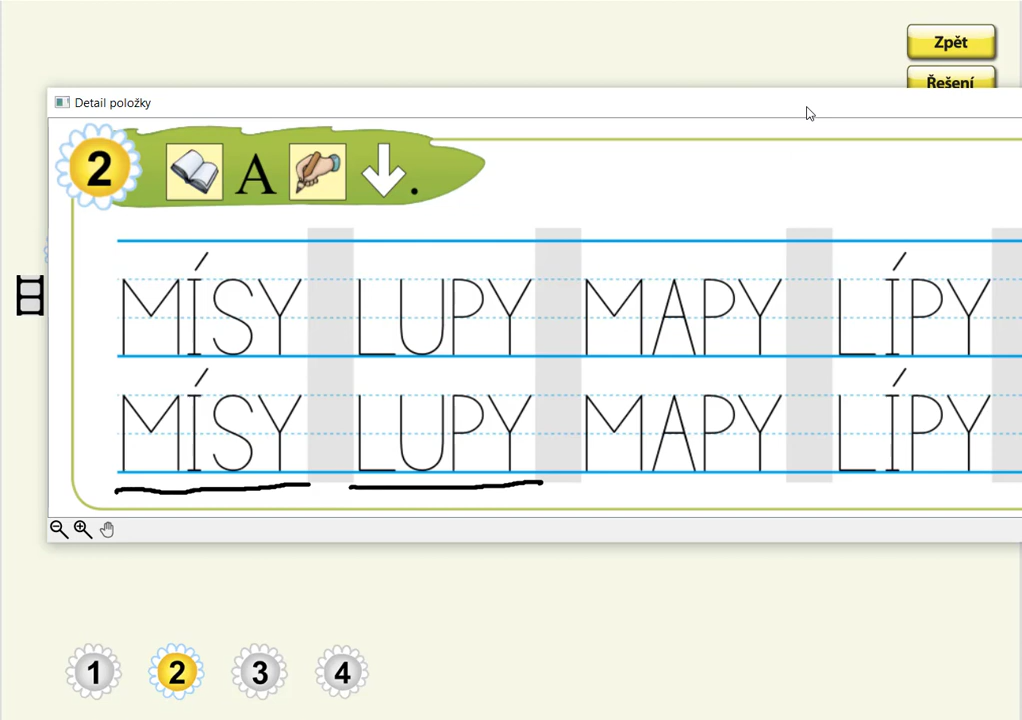 Zpět
Řešení
Detail položky
2 A .
MÍSY LUPY MAPY LÍPY
MÍSY LUPY MAPY LÍPY
1 2 3 4